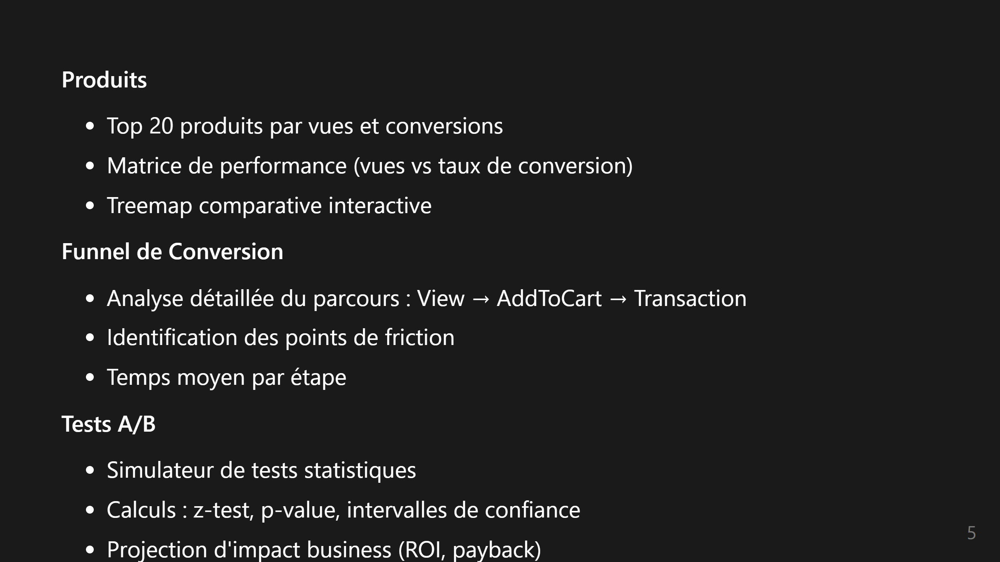 Produits
• Top 20 produits par vues et conversions
• Matrice de performance (vues vs taux de conversion)
• Treemap comparative interactive
Funnel de Conversion
• Analyse détaillée du parcours : View → AddToCart → Transaction
• Identification des points de friction
• Temps moyen par étape
Tests A/B
• Simulateur de tests statistiques
• Calculs : z-test, p-value, intervalles de confiance
• Projection d'impact business (ROI, payback)
5